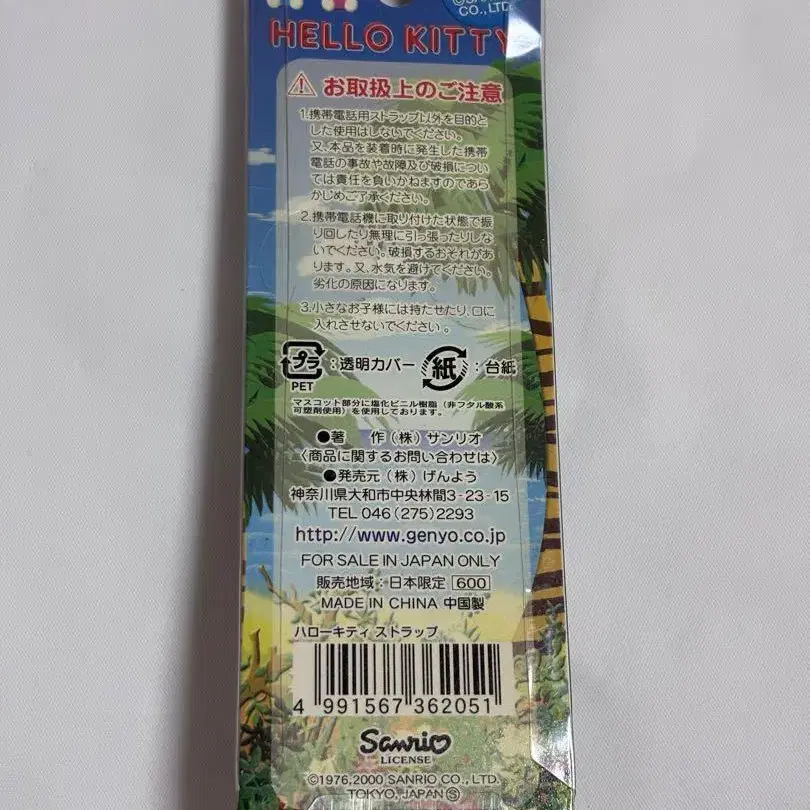 CO.,LTD.
HELLO KITTY
お取扱上のご注意
1.携帯電話用ストラップ以外を目的と
した使用はしないでください。
又、本品を装着時に発生した携帯
電話の事故や故障及び破損につい
ては責任を負いかねますのであら
かじめご了承ください。
2.携帯電話機に取り付けた状態で振
り回したり無理に引っ張ったりしな
いでください。破損するおそれがあ
ります。又、水気を避けてください。
劣化の原因になります。
3.小さなお子様には持たせたり、口に
入れさせないでください。
プラ :透明カバー 紙 :台紙
PET
マスコット部分に塩化ビニル樹脂(非フタル酸系
可塑剤使用)を使用しております。
●著 作(株)サンリオ
〈商品に関するお問い合わせは〉
●発売元(株)げんよう
神奈川県大和市中央林間3-23-15
TEL 046(275)2293
http://www.genyo.co.jp
FOR SALE IN JAPAN ONLY
販売地域:日本限定 600
MADE IN CHINA 中国製
ハローキティ ストラップ
4 991567 362051
Sanrio
LICENSE
©1976,2000 SANRIO CO.,LTD.
TOKYO, JAPAN Ⓢ